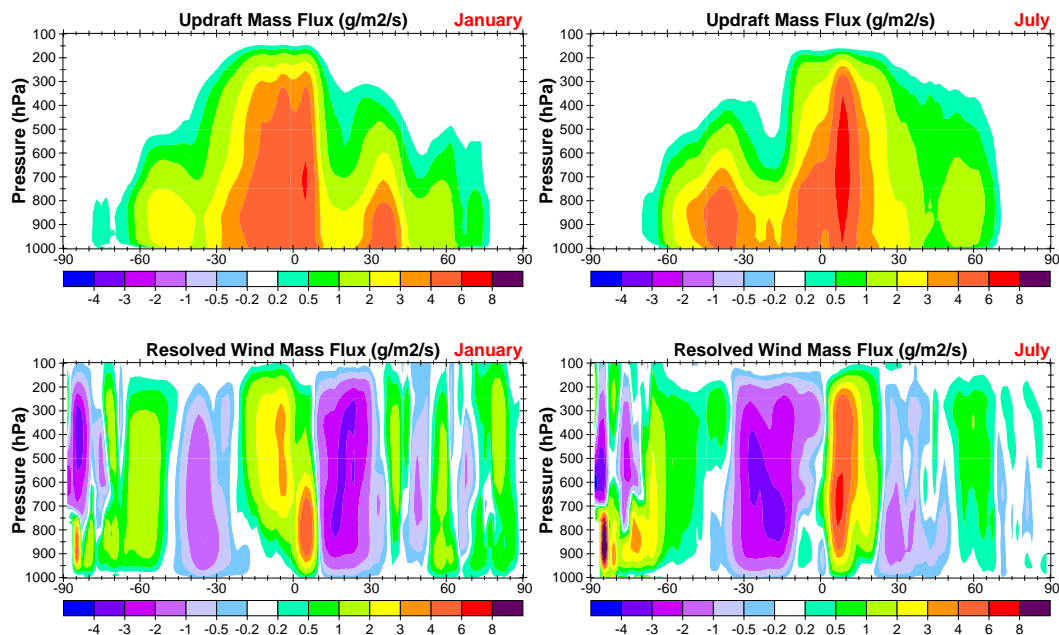 Updraft Mass Flux (g/m2/s) January
Pressure (hPa)
100
200
300
400
500
600
700
800
900
1000
-90 -60 -30 0 30 60 90
-4 -3 -2 -1 -0.5 -0.2 0.2 0.5 1 2 3 4 6 8
Updraft Mass Flux (g/m2/s) July
Pressure (hPa)
100
200
300
400
500
600
700
800
900
1000
-90 -60 -30 0 30 60 90
-4 -3 -2 -1 -0.5 -0.2 0.2 0.5 1 2 3 4 6 8
Resolved Wind Mass Flux (g/m2/s) January
Pressure (hPa)
100
200
300
400
500
600
700
800
900
1000
-90 -60 -30 0 30 60 90
-4 -3 -2 -1 -0.5 -0.2 0.2 0.5 1 2 3 4 6 8
Resolved Wind Mass Flux (g/m2/s) July
Pressure (hPa)
100
200
300
400
500
600
700
800
900
1000
-90 -60 -30 0 30 60 90
-4 -3 -2 -1 -0.5 -0.2 0.2 0.5 1 2 3 4 6 8